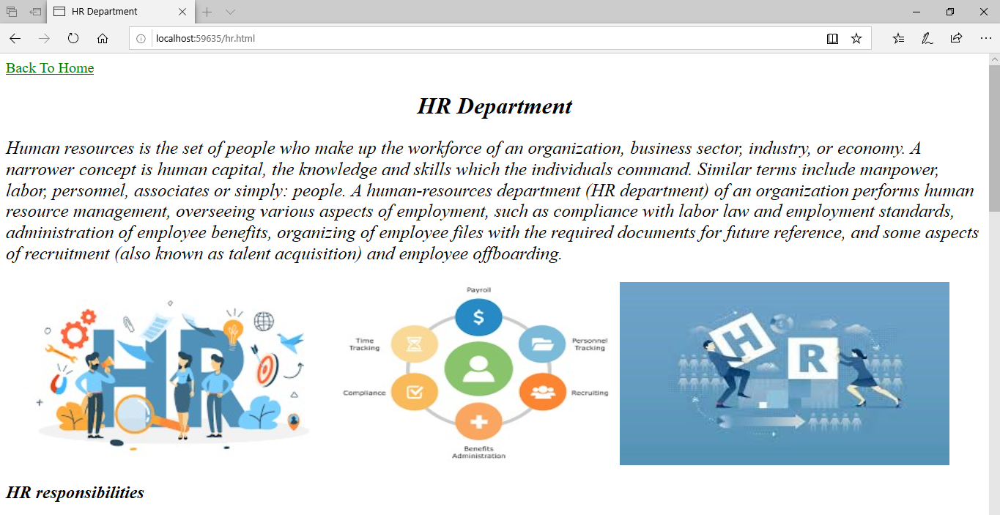 HR Department
localhost:59635/hr.html
Back To Home
HR Department
Human resources is the set of people who make up the workforce of an organization, business sector, industry, or economy. A
narrower concept is human capital, the knowledge and skills which the individuals command. Similar terms include manpower,
labor, personnel, associates or simply: people. A human-resources department (HR department) of an organization performs human
resource management, overseeing various aspects of employment, such as compliance with labor law and employment standards,
administration of employee benefits, organizing of employee files with the required documents for future reference, and some aspects
of recruitment (also known as talent acquisition) and employee offboarding.
HR
Payroll
$
Time
Tracking
Personnel
Tracking
Compliance
Recruiting
Benefits
Administration
H
R
HR responsibilities